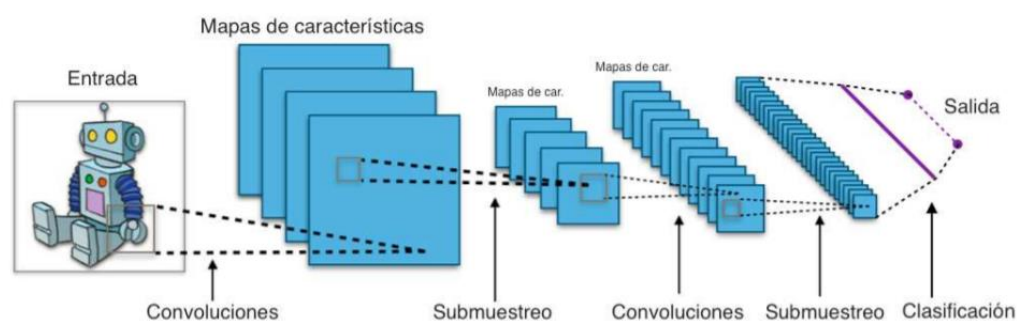 Mapas de características
Entrada
Mapas de car.
Mapas de car.
Salida
Convoluciones
Submuestreo
Convoluciones
Submuestreo
Clasificación